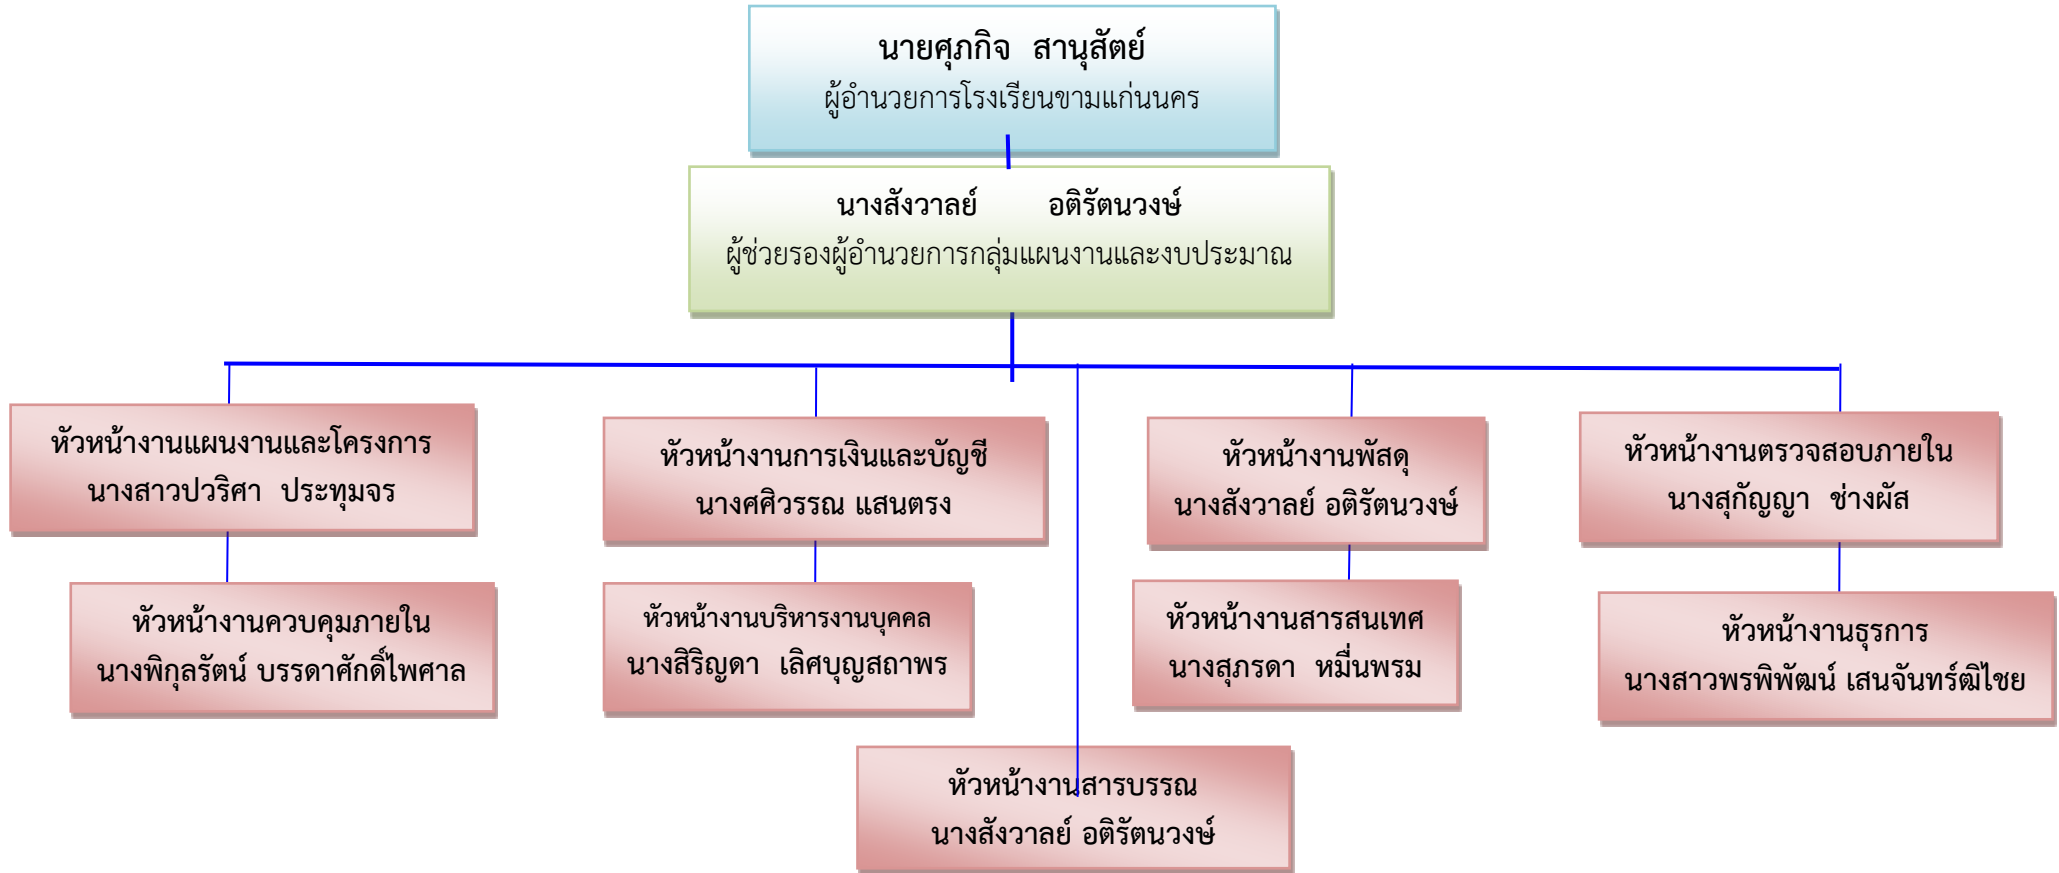 นายศุภกิจ สานุสัตย์
ผู้อำนวยการโรงเรียนขามแก่นนคร
นางสังวาลย์ อติรัตนวงษ์
ผู้ช่วยรองผู้อำนวยการกลุ่มแผนงานและงบประมาณ
หัวหน้างานแผนงานและโครงการ
นางสาวปวริศา ประทุมจร
หัวหน้างานการเงินและบัญชี
นางศศิวรรณ แสนตรง
หัวหน้างานพัสดุ
นางสังวาลย์ อติรัตนวงษ์
หัวหน้างานตรวจสอบภายใน
นางสุกัญญา ช่างผัส
หัวหน้างานควบคุมภายใน
นางพิกุลรัตน์ บรรดาศักดิ์ไพศาล
หัวหน้างานบริหารงานบุคคล
นางสิริญดา เลิศบุญสถาพร
หัวหน้างานสารสนเทศ
นางสุภรดา หมื่นพรม
หัวหน้างานธุรการ
นางสาวพรพิพัฒน์ เสนจันทร์ฒิไชย
หัวหน้างานสารบรรณ
นางสังวาลย์ อติรัตนวงษ์